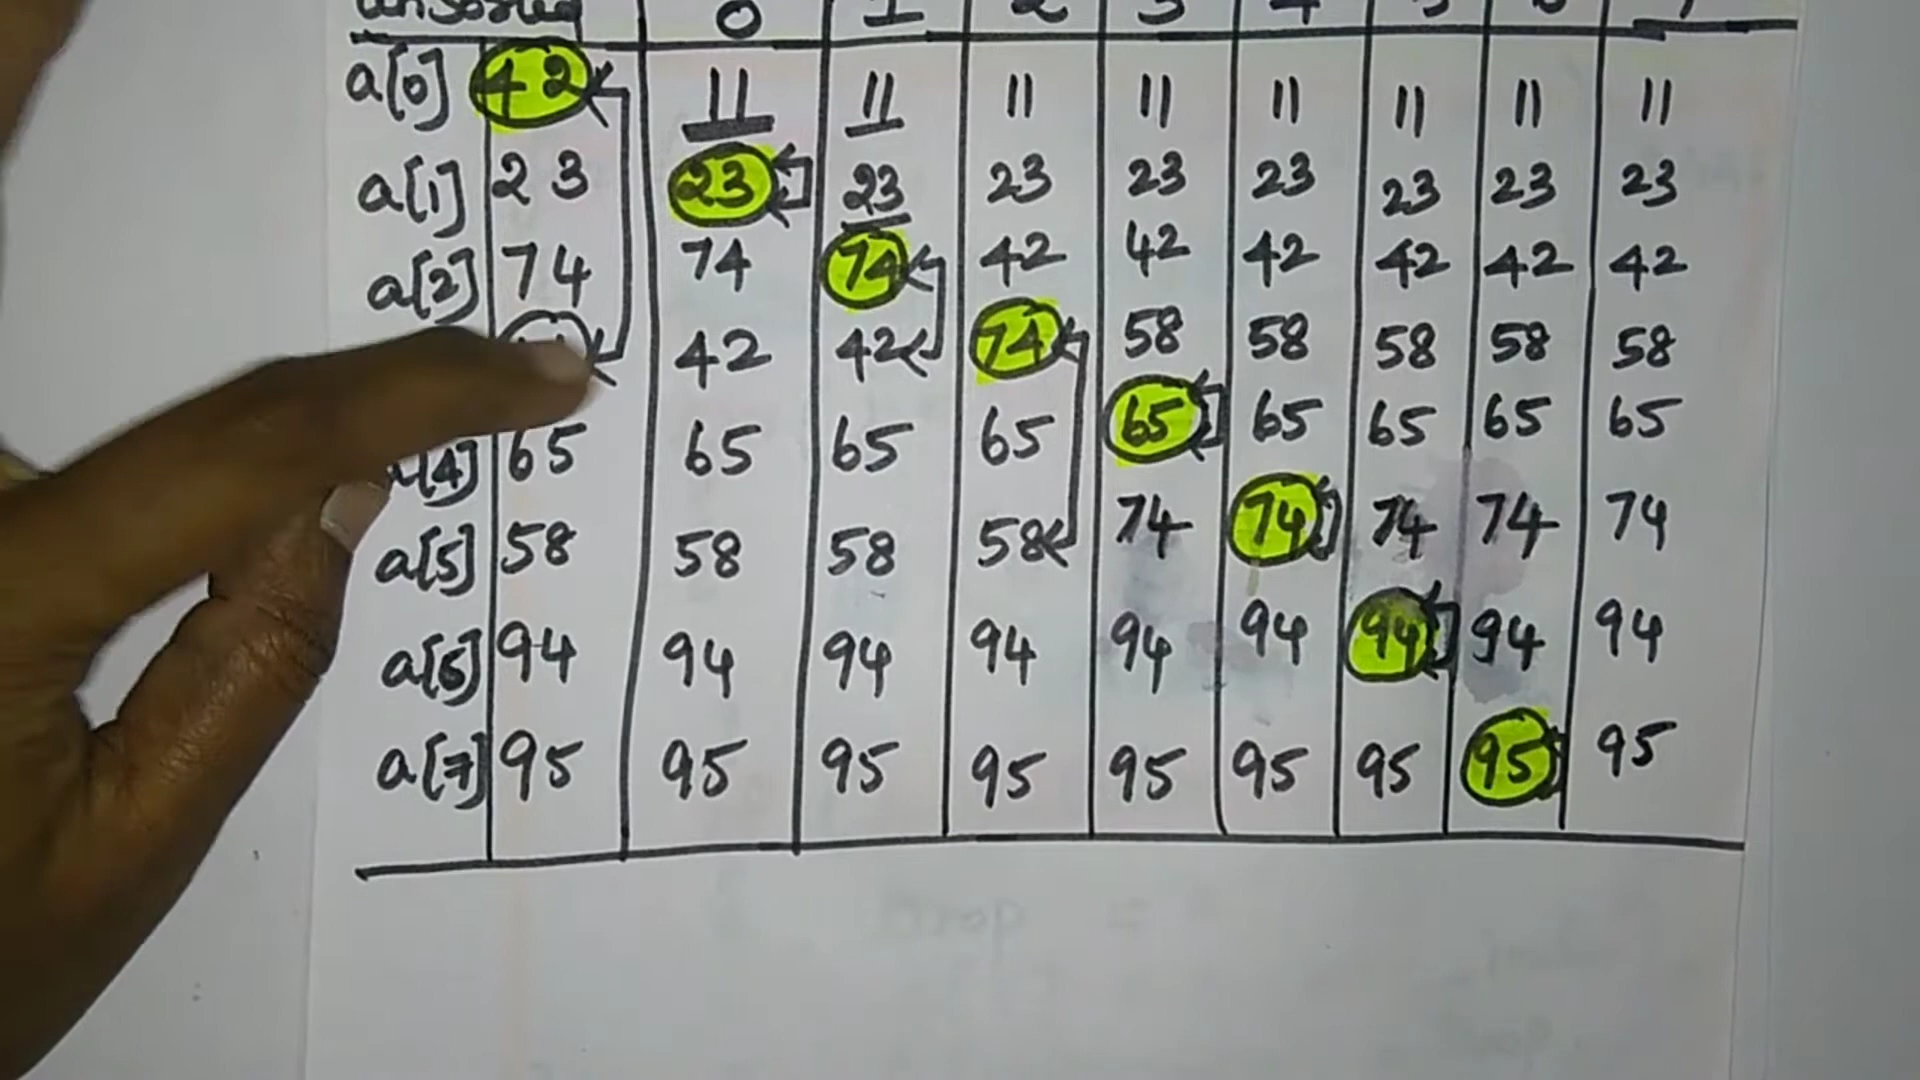 unsorted 0 1 2 3 4 5 6 7
a[0] 42 11 11 11 11 11 11 11 11
a[1] 23 23 23 23 23 23 23 23 23
a[2] 74 74 74 42 42 42 42 42 42
42 42 74 58 58 58 58 58
a[4] 65 65 65 65 65 65 65 65 65
a[5] 58 58 58 58 74 74 74 74 74
a[6] 94 94 94 94 94 94 94 94 94
a[7] 95 95 95 95 95 95 95 95 95